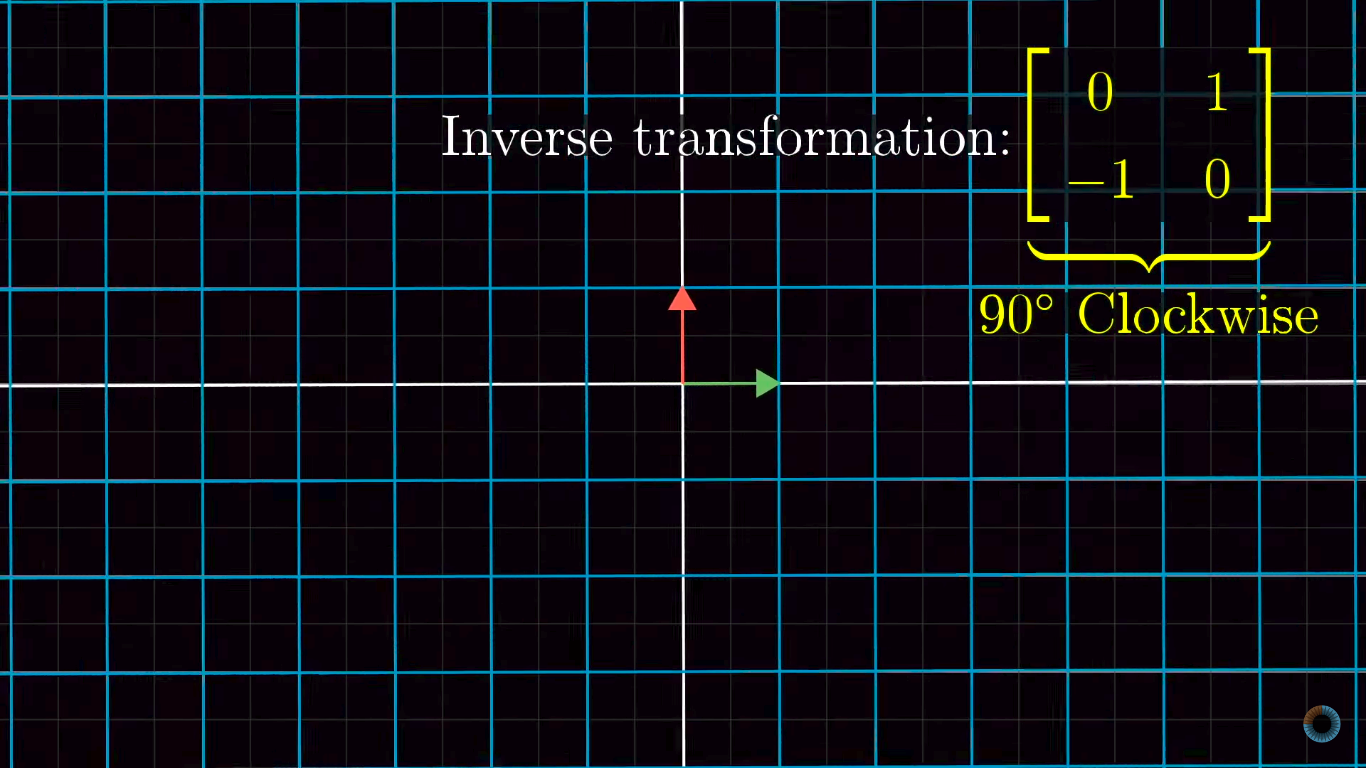 Inverse transformation:
0 1
−1 0
90° Clockwise